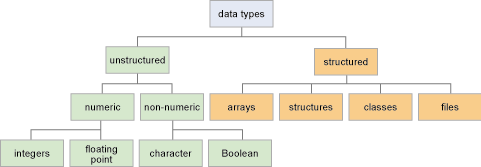 data types
unstructured
structured
numeric
non-numeric
arrays
structures
classes
files
integers
floating
point
character
Boolean